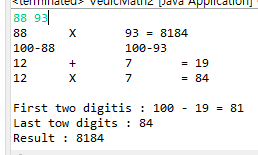 <terminated> VedicMath2 [Java Application]
88 93
88 X 93 = 8184
100-88 100-93
12 + 7 = 19
12 X 7 = 84
First two digitis : 100 - 19 = 81
Last tow digits : 84
Result : 8184